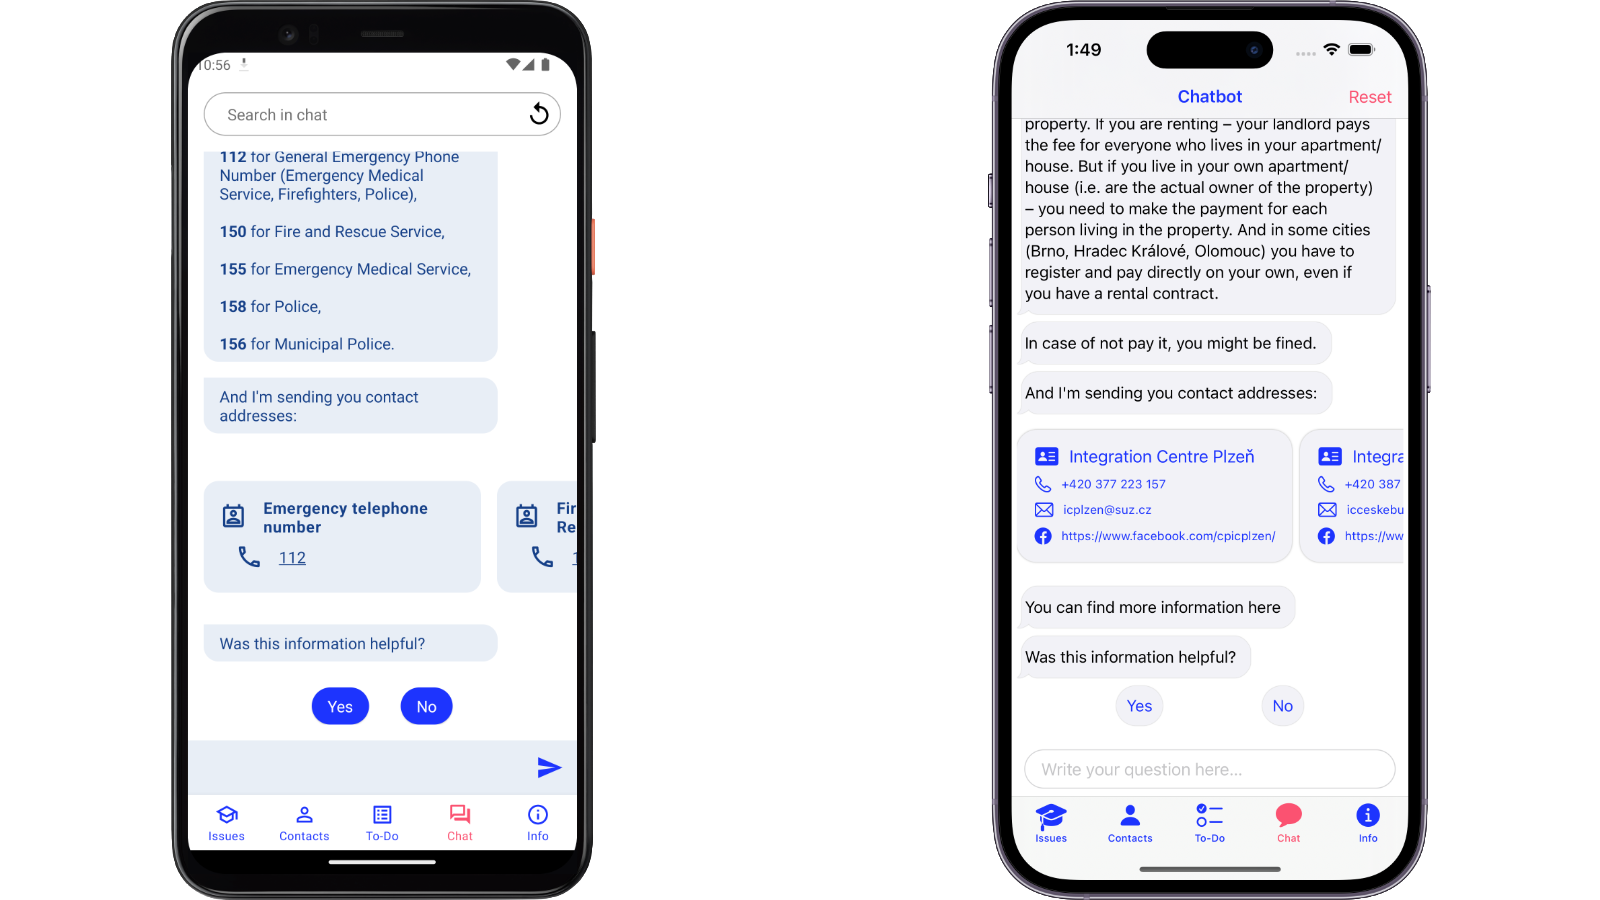 10:56
Search in chat
112 for General Emergency Phone
Number (Emergency Medical
Service, Firefighters, Police),
150 for Fire and Rescue Service,
155 for Emergency Medical Service,
158 for Police,
156 for Municipal Police.
And I'm sending you contact
addresses:
Emergency telephone
number
112
Fir
Re
1
Was this information helpful?
Yes No
Issues Contacts To-Do Chat Info
1:49
Chatbot Reset
property. If you are renting – your landlord pays
the fee for everyone who lives in your apartment/
house. But if you live in your own apartment/
house (i.e. are the actual owner of the property)
– you need to make the payment for each
person living in the property. And in some cities
(Brno, Hradec Králové, Olomouc) you have to
register and pay directly on your own, even if
you have a rental contract.
In case of not pay it, you might be fined.
And I'm sending you contact addresses:
Integration Centre Plzeň
+420 377 223 157
icplzen@suz.cz
https://www.facebook.com/cpicplzen/
Integra
+420 387
icceskebu
https://ww
You can find more information here
Was this information helpful?
Yes No
Write your question here...
Issues Contacts To-Do Chat Info